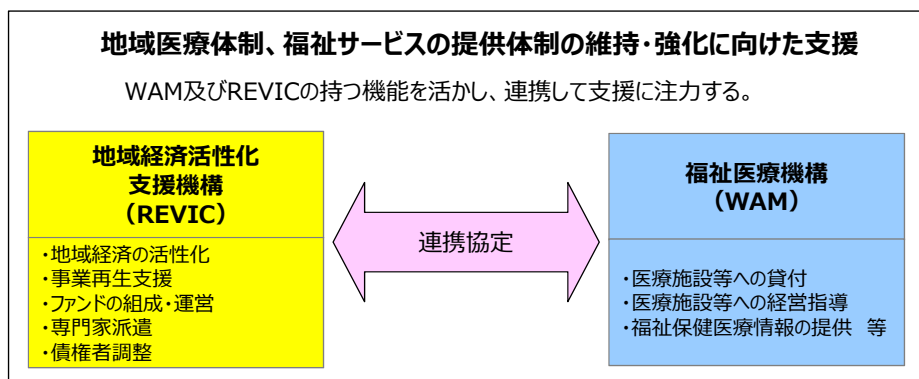 地域医療体制、福祉サービスの提供体制の維持・強化に向けた支援
WAM及びREVICの持つ機能を活かし、連携して支援に注力する。
地域経済活性化
支援機構
（REVIC）
・地域経済の活性化
・事業再生支援
・ファンドの組成・運営
・専門家派遣
・債権者調整
連携協定
福祉医療機構
（WAM）
・医療施設等への貸付
・医療施設等への経営指導
・福祉保健医療情報の提供　等